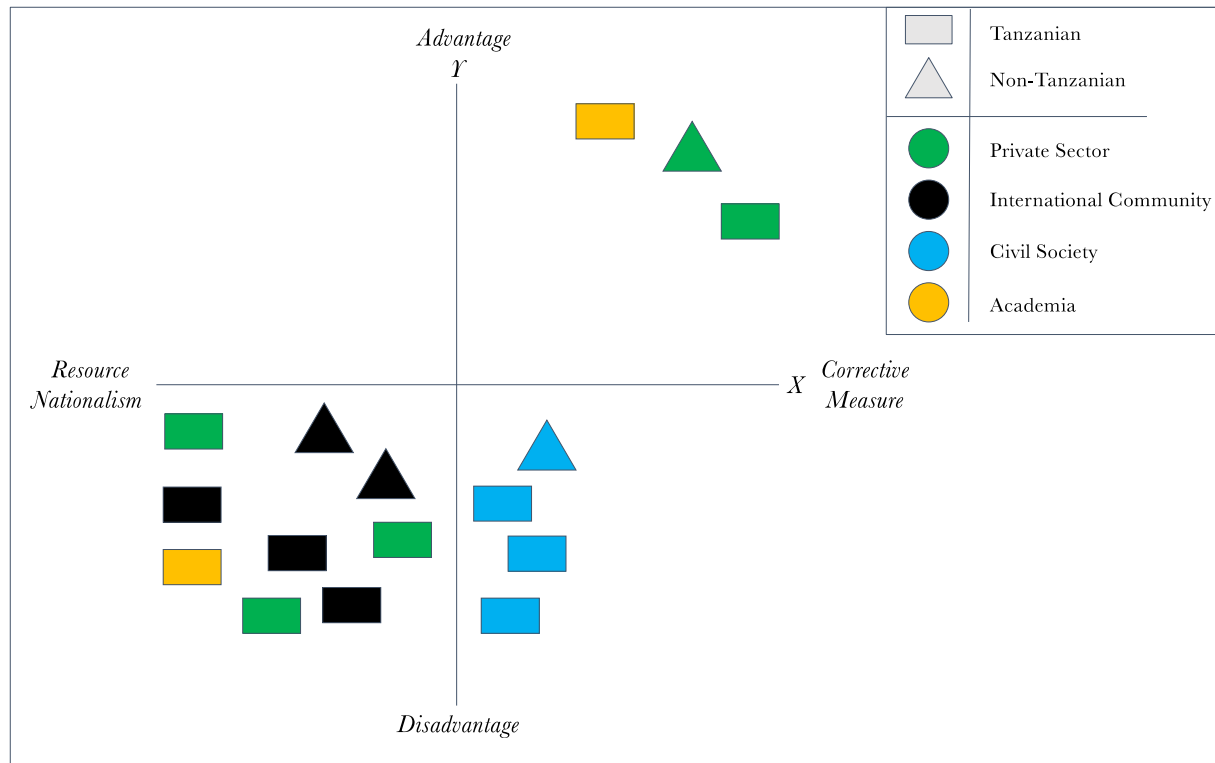 Advantage
Y
Tanzanian
Non-Tanzanian
Private Sector
International Community
Civil Society
Academia
Resource
Nationalism
X
Corrective
Measure
Disadvantage